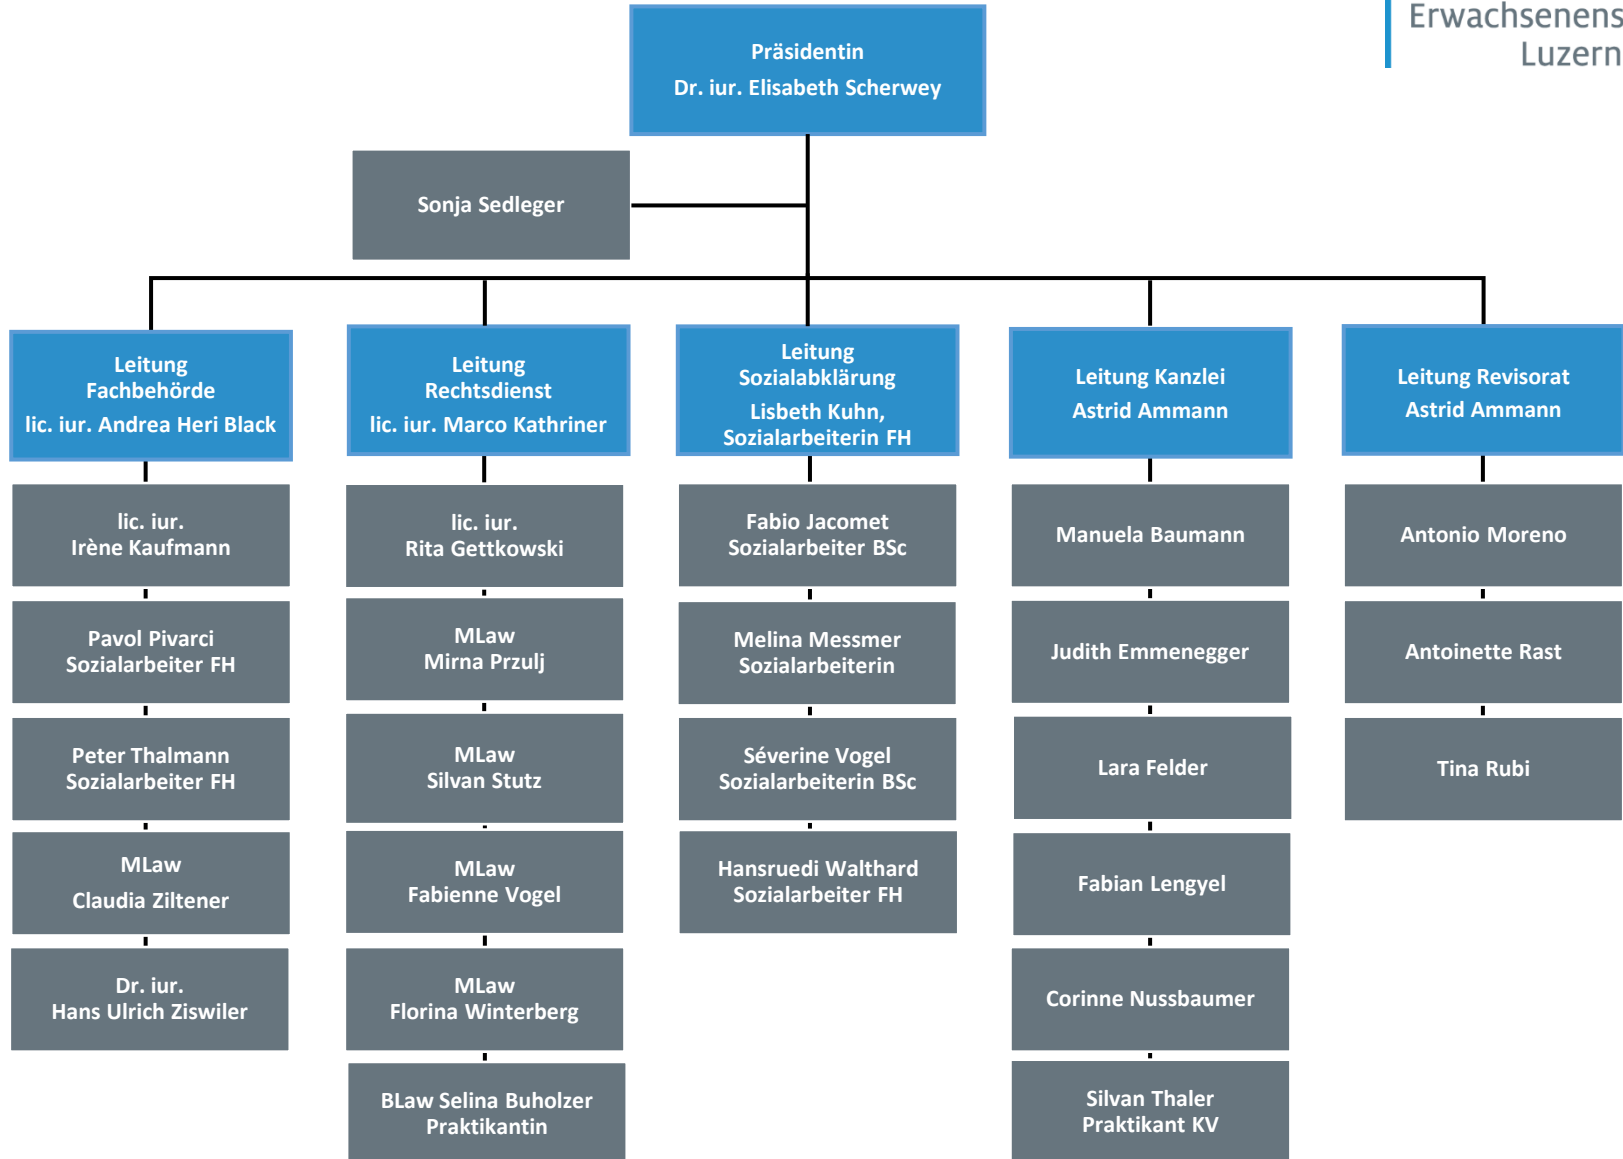 Erwachsenens
Luzern
Präsidentin
Dr. iur. Elisabeth Scherwey
Sonja Sedleger
Leitung
Fachbehörde
lic. iur. Andrea Heri Black
Leitung
Rechtsdienst
lic. iur. Marco Kathriner
Leitung
Sozialabklärung
Lisbeth Kuhn,
Sozialarbeiterin FH
Leitung Kanzlei
Astrid Ammann
Leitung Revisorat
Astrid Ammann
lic. iur.
Irène Kaufmann
Pavol Pivarci
Sozialarbeiter FH
Peter Thalmann
Sozialarbeiter FH
MLaw
Claudia Ziltener
Dr. iur.
Hans Ulrich Ziswiler
lic. iur.
Rita Gettkowski
MLaw
Mirna Przulj
MLaw
Silvan Stutz
MLaw
Fabienne Vogel
MLaw
Florina Winterberg
BLaw Selina Buholzer
Praktikantin
Fabio Jacomet
Sozialarbeiter BSc
Melina Messmer
Sozialarbeiterin
Séverine Vogel
Sozialarbeiterin BSc
Hansruedi Walthard
Sozialarbeiter FH
Manuela Baumann
Judith Emmenegger
Lara Felder
Fabian Lengyel
Corinne Nussbaumer
Silvan Thaler
Praktikant KV
Antonio Moreno
Antoinette Rast
Tina Rubi